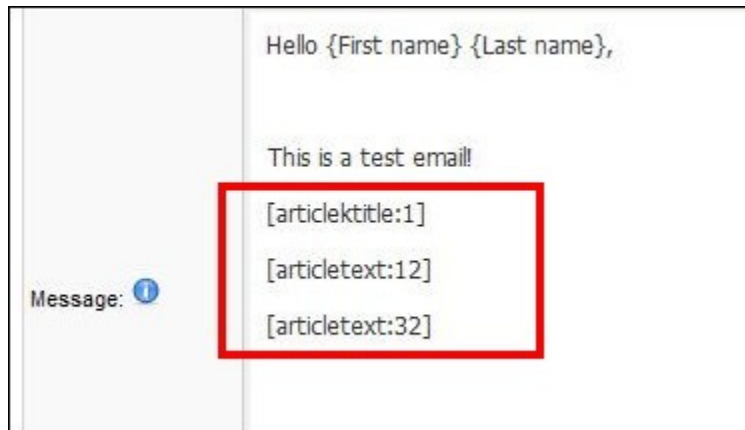 Hello {First name} {Last name},
This is a test email!
[articlektitle:1]
[articletext:12]
Message:
[articletext:32]